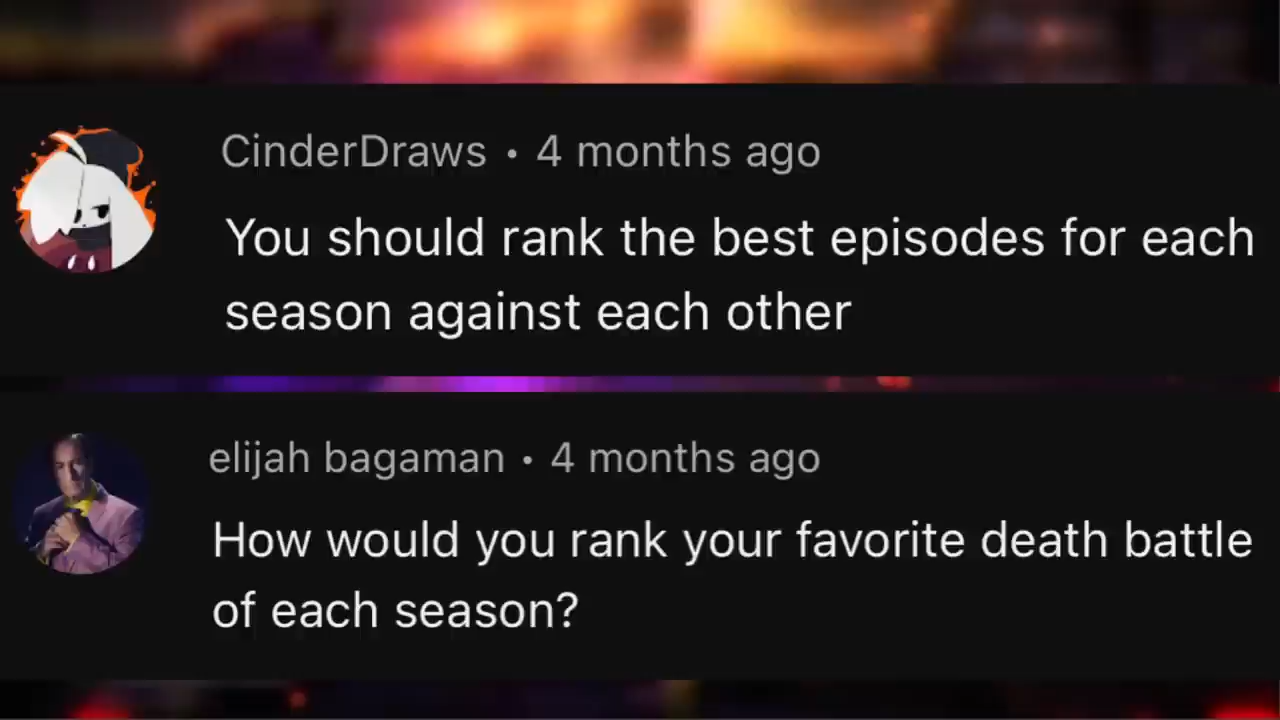 CinderDraws • 4 months ago
You should rank the best episodes for each
season against each other
elijah bagaman • 4 months ago
How would you rank your favorite death battle
of each season?